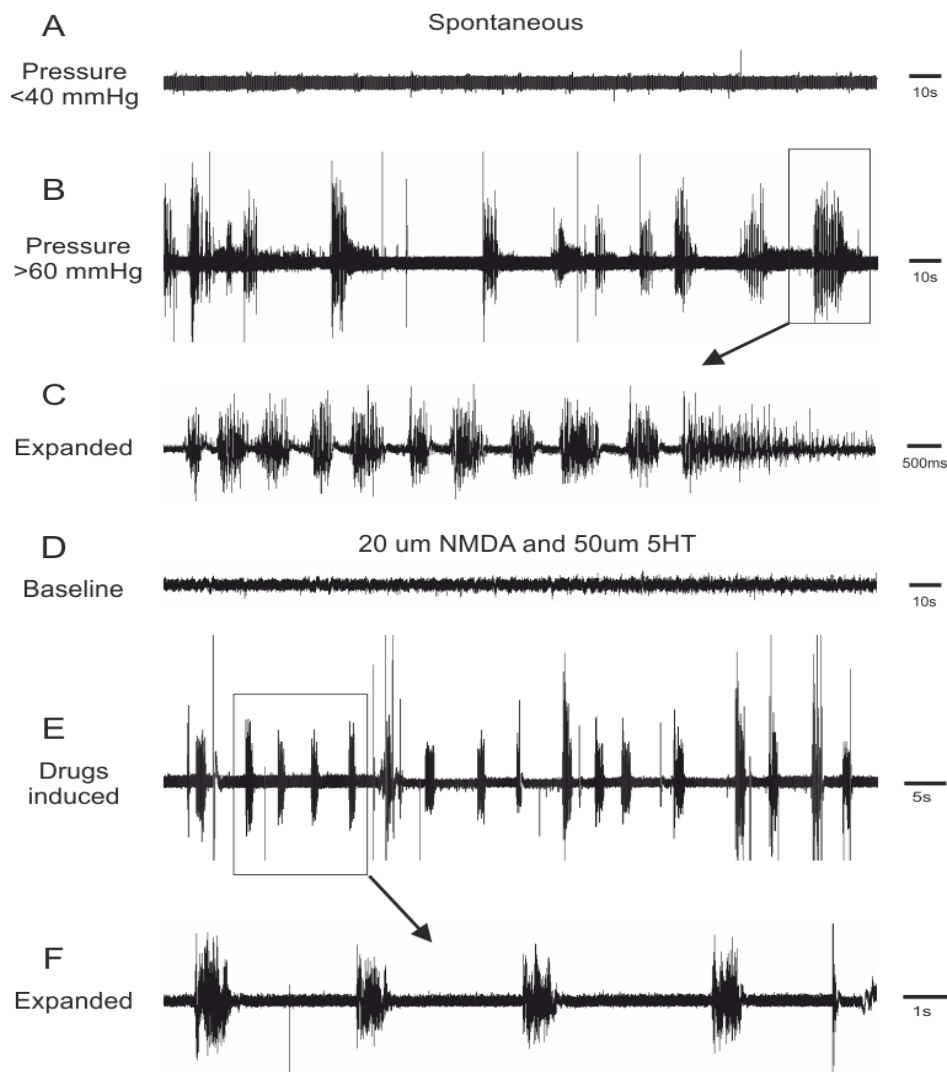 A
Spontaneous
Pressure
<40 mmHg
10s
B
Pressure
>60 mmHg
10s
C
Expanded
500ms
D
20 um NMDA and 50um 5HT
Baseline
10s
E
Drugs
induced
5s
F
Expanded
1s